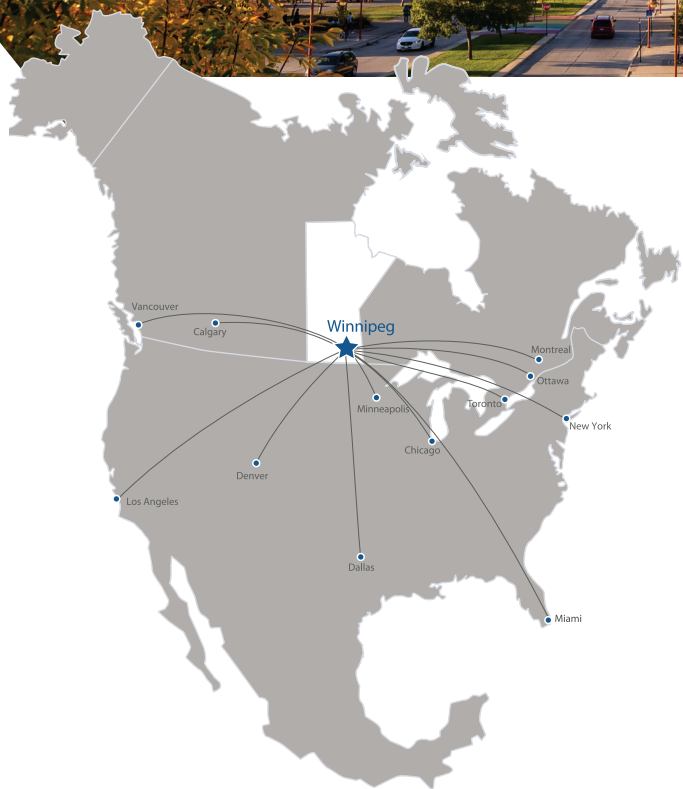 Vancouver
Calgary
Winnipeg
Montreal
Ottawa
Minneapolis
Toronto
New York
Chicago
Denver
Los Angeles
Dallas
Miami